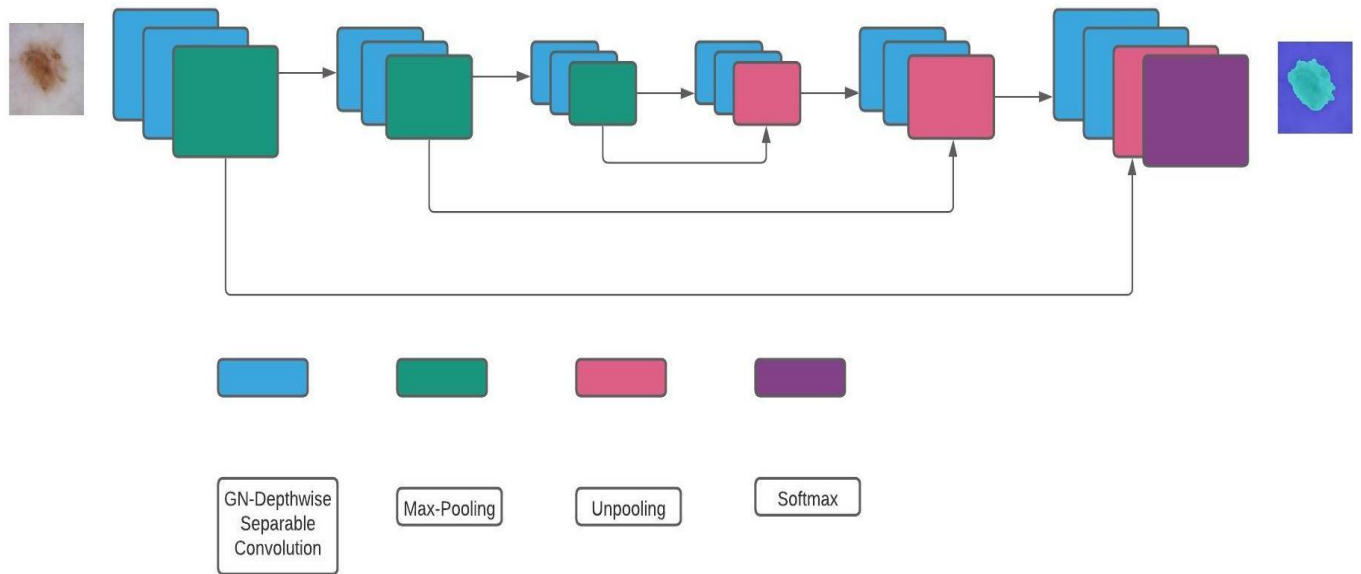 GN-Depthwise
Separable
Convolution
Max-Pooling
Unpooling
Softmax